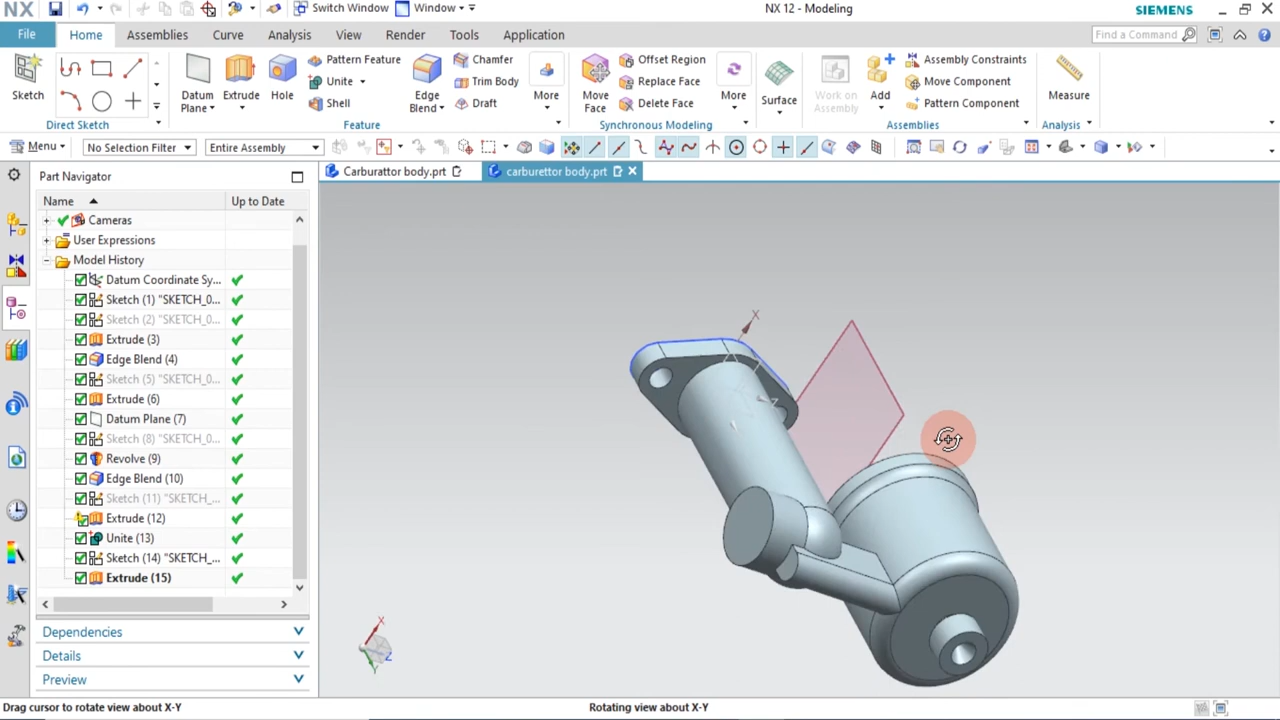 NX
Switch Window
Window
NX 12 - Modeling
SIEMENS
File
Home
Assemblies
Curve
Analysis
View
Render
Tools
Application
Find a Command
Sketch
Direct Sketch
Datum Plane
Extrude
Hole
Pattern Feature
Unite
Shell
Edge Blend
Chamfer
Trim Body
Draft
More
Feature
Move Face
Offset Region
Replace Face
Delete Face
More
Synchronous Modeling
Surface
Work on Assembly
Add
Assembly Constraints
Move Component
Pattern Component
Assemblies
Measure
Analysis
Menu
No Selection Filter
Entire Assembly
Part Navigator
Carburattor body.prt
carburettor body.prt
Name
Up to Date
Cameras
User Expressions
Model History
Datum Coordinate Sy...
Sketch (1) "SKETCH_0...
Sketch (2) "SKETCH_0...
Extrude (3)
Edge Blend (4)
Sketch (5) "SKETCH_0...
Extrude (6)
Datum Plane (7)
Sketch (8) "SKETCH_0...
Revolve (9)
Edge Blend (10)
Sketch (11) "SKETCH_...
Extrude (12)
Unite (13)
Sketch (14) "SKETCH_...
Extrude (15)
Dependencies
Details
Preview
X
X
Z
Y
Drag cursor to rotate view about X-Y
Rotating view about X-Y